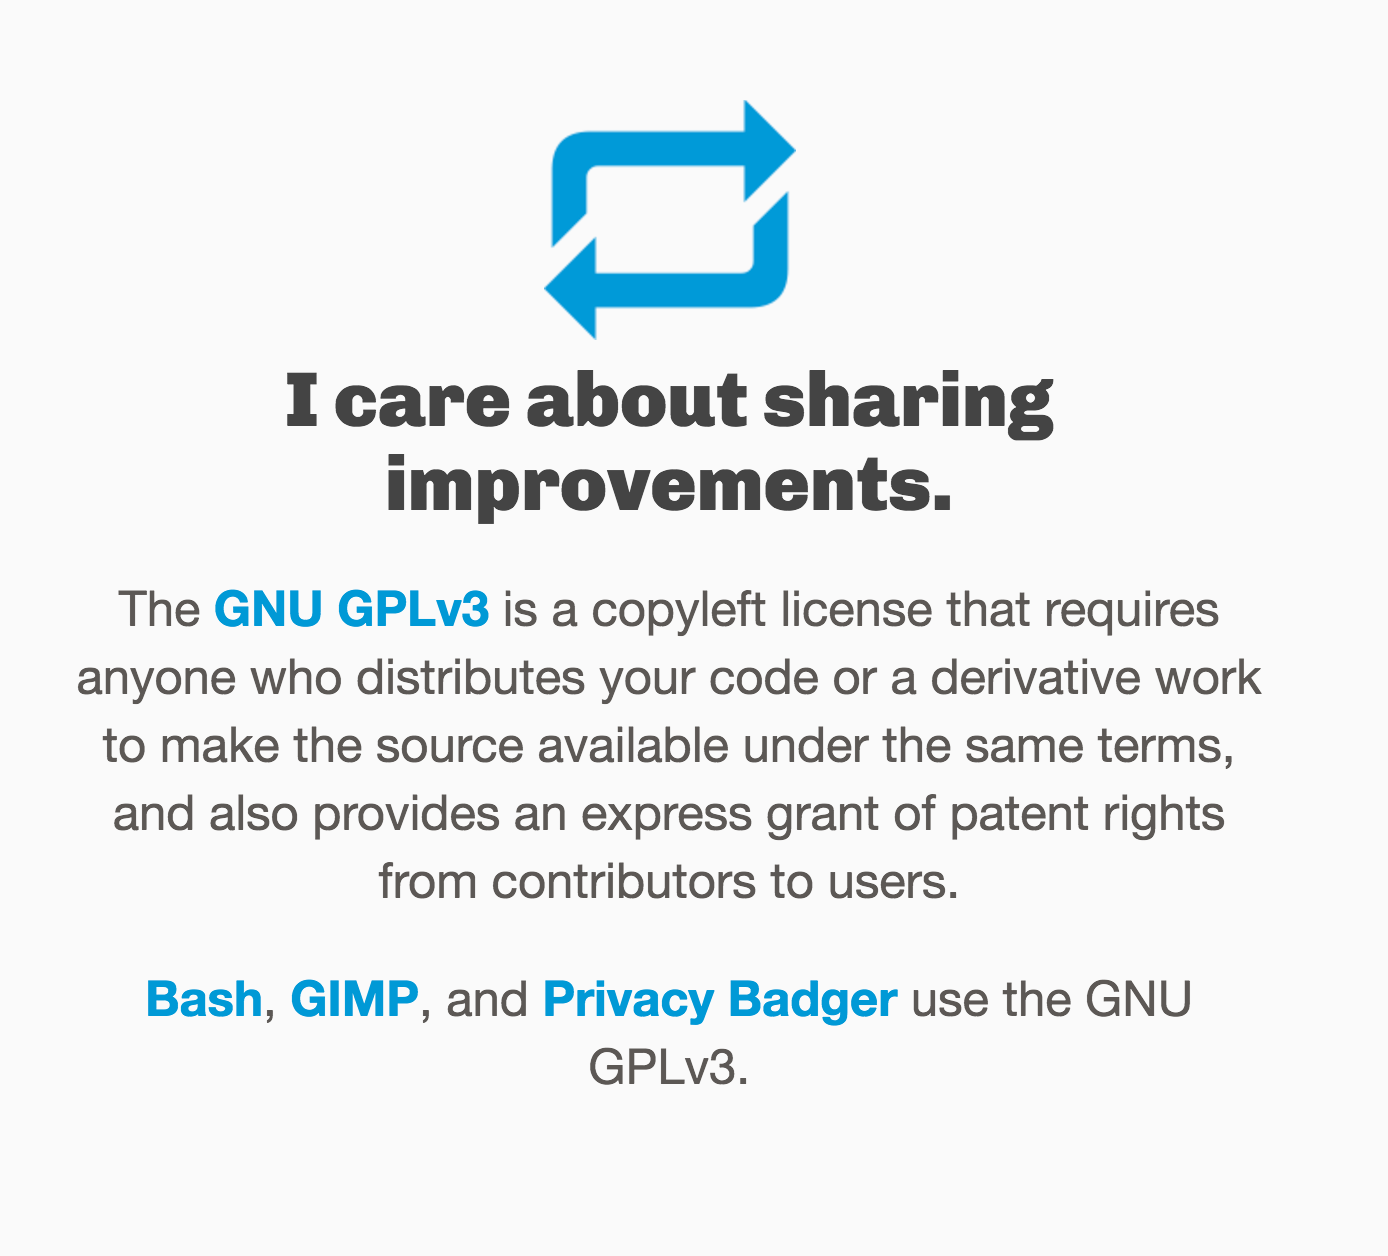 I care about sharing
improvements.
The GNU GPLv3 is a copyleft license that requires
anyone who distributes your code or a derivative work
to make the source available under the same terms,
and also provides an express grant of patent rights
from contributors to users.
Bash, GIMP, and Privacy Badger use the GNU
GPLv3.